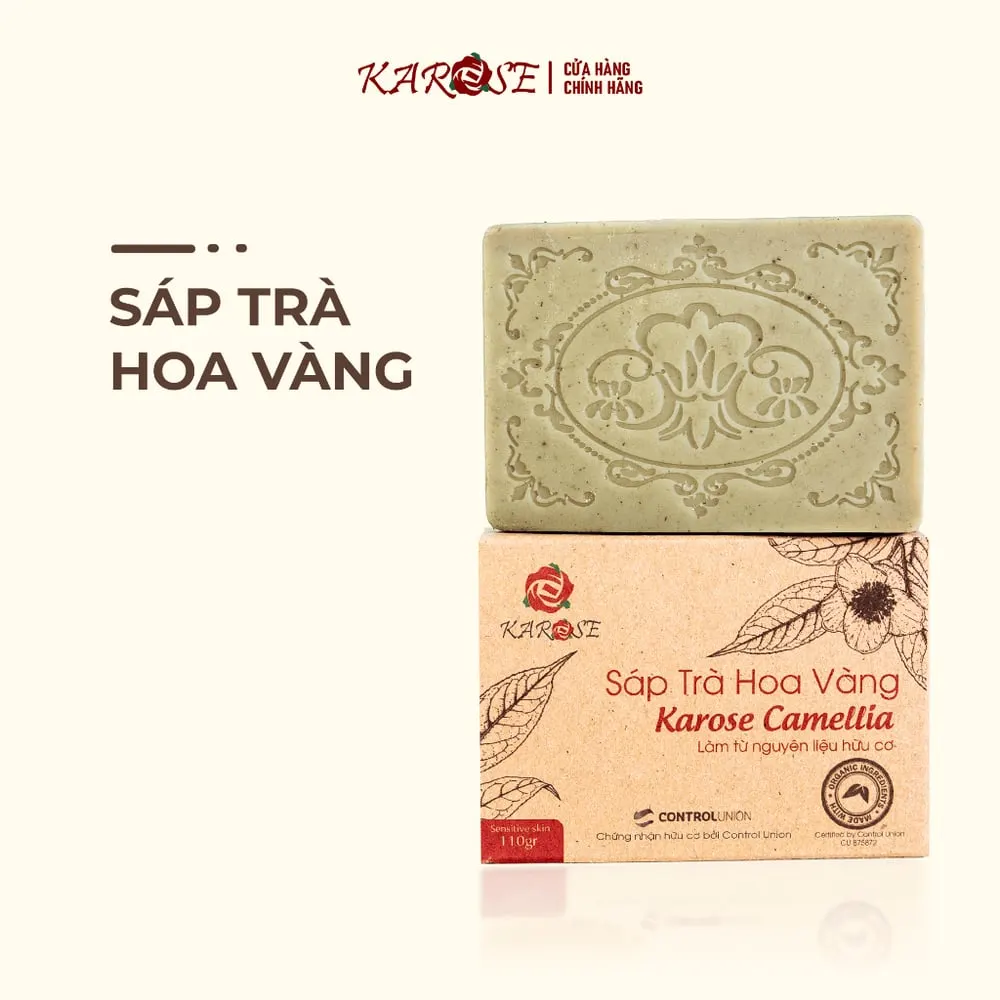 KAROSE
CỬA HÀNG
CHÍNH HÃNG
SÁP TRÀ
HOA VÀNG
KAROSE
Sáp Trà Hoa Vàng
Karose Camellia
Làm từ nguyên liệu hữu cơ
ORGANIC INGREDIENTS
MADE WITH
CONTROLUNION
Chứng nhận hữu cơ bởi Control Union
Certified by Control Union
CU 875872
Sensitive skin
110gr